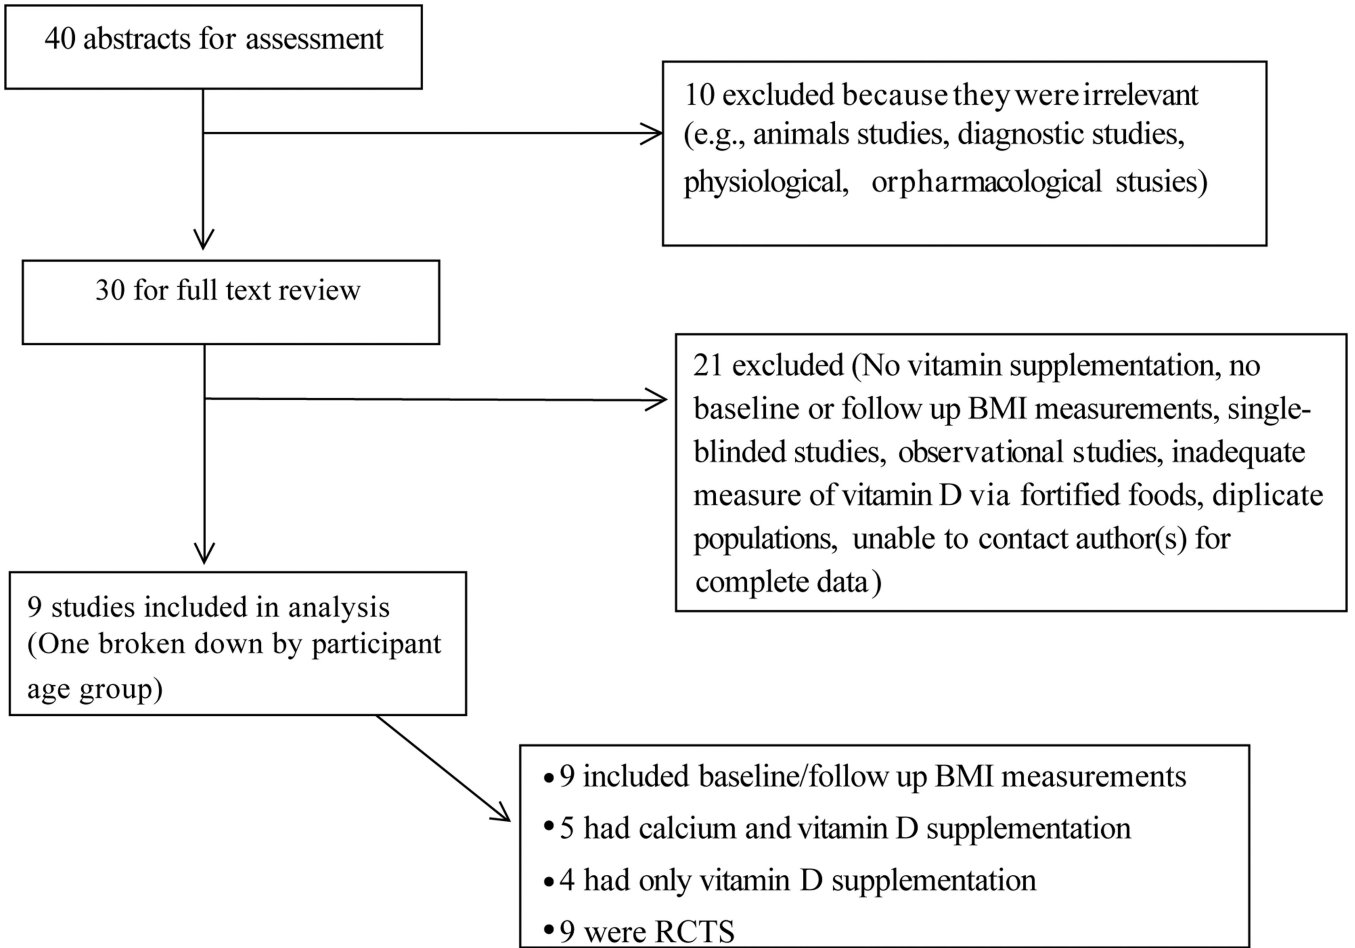 40 abstracts for assessment
10 excluded because they were irrelevant
(e.g., animals studies, diagnostic studies,
physiological, orpharmacological stusies)
30 for full text review
21 excluded (No vitamin supplementation, no
baseline or follow up BMI measurements, single-
blinded studies, observational studies, inadequate
measure of vitamin D via fortified foods, diplicate
populations, unable to contact author(s) for
complete data)
9 studies included in analysis
(One broken down by participant
age group)
•9 included baseline/follow up BMI measurements
•5 had calcium and vitamin D supplementation
•4 had only vitamin D supplementation
•9 were RCTS